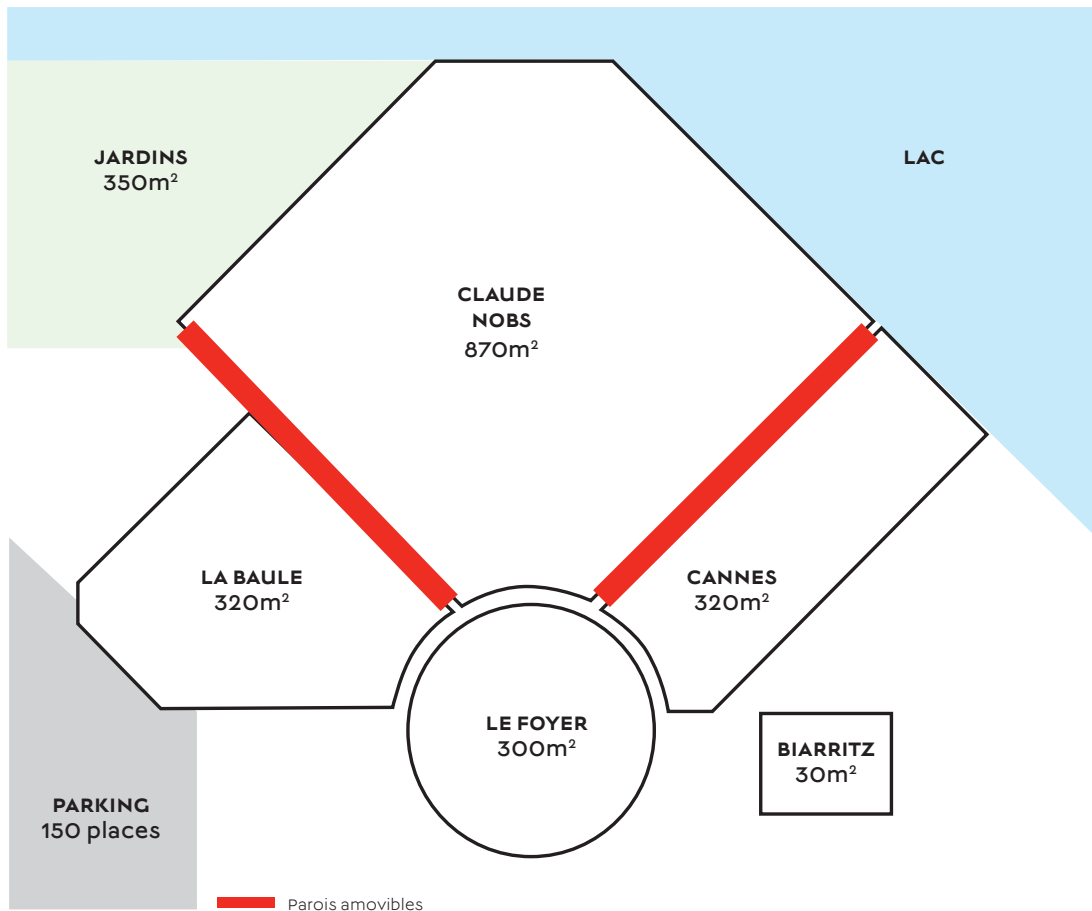 JARDINS
350m²
LAC
CLAUDE
NOBS
870m²
LA BAULE
320m²
CANNES
320m²
LE FOYER
300m²
BIARRITZ
30m²
PARKING
150 places
Parois amovibles